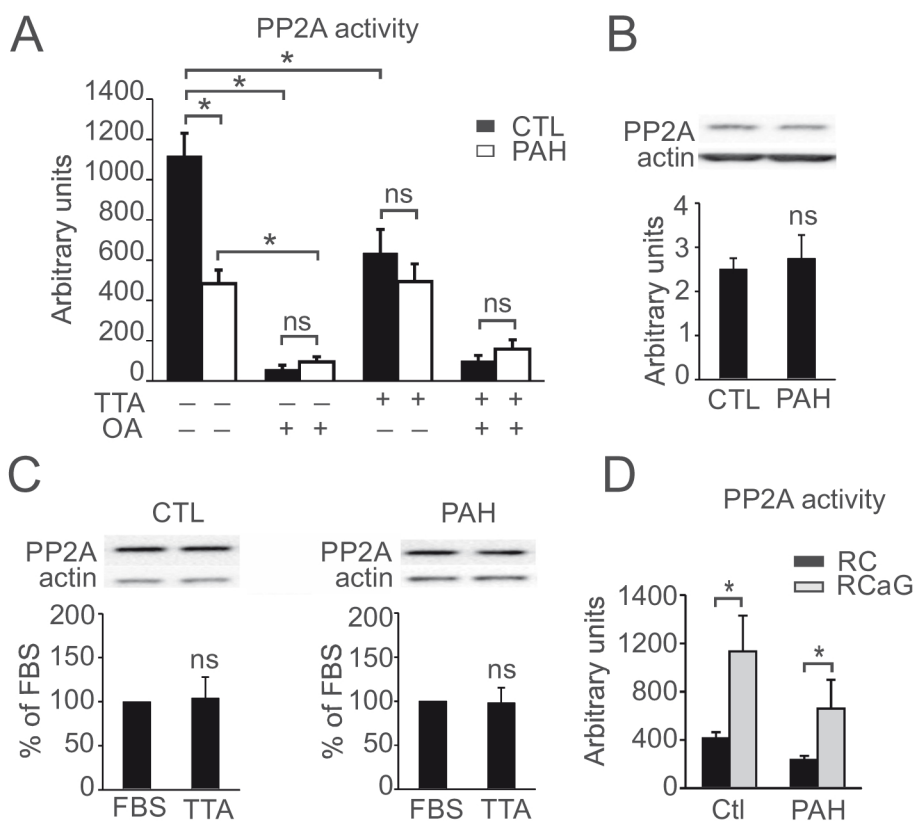 A
PP2A activity
Arbitrary units
1400
1200
1000
800
600
400
200
0
*
*
*
*
ns
ns
ns
CTL
PAH
TTA – – – – + + + +
OA – – + + – – + +
B
PP2A
actin
Arbitrary units
4
3
2
1
0
ns
CTL PAH
C
CTL
PP2A
actin
% of FBS
200
150
100
50
0
ns
FBS TTA
PAH
PP2A
actin
% of FBS
200
150
100
50
0
ns
FBS TTA
D
PP2A activity
RC
RCaG
Arbitrary units
1400
1200
800
400
0
*
*
Ctl PAH